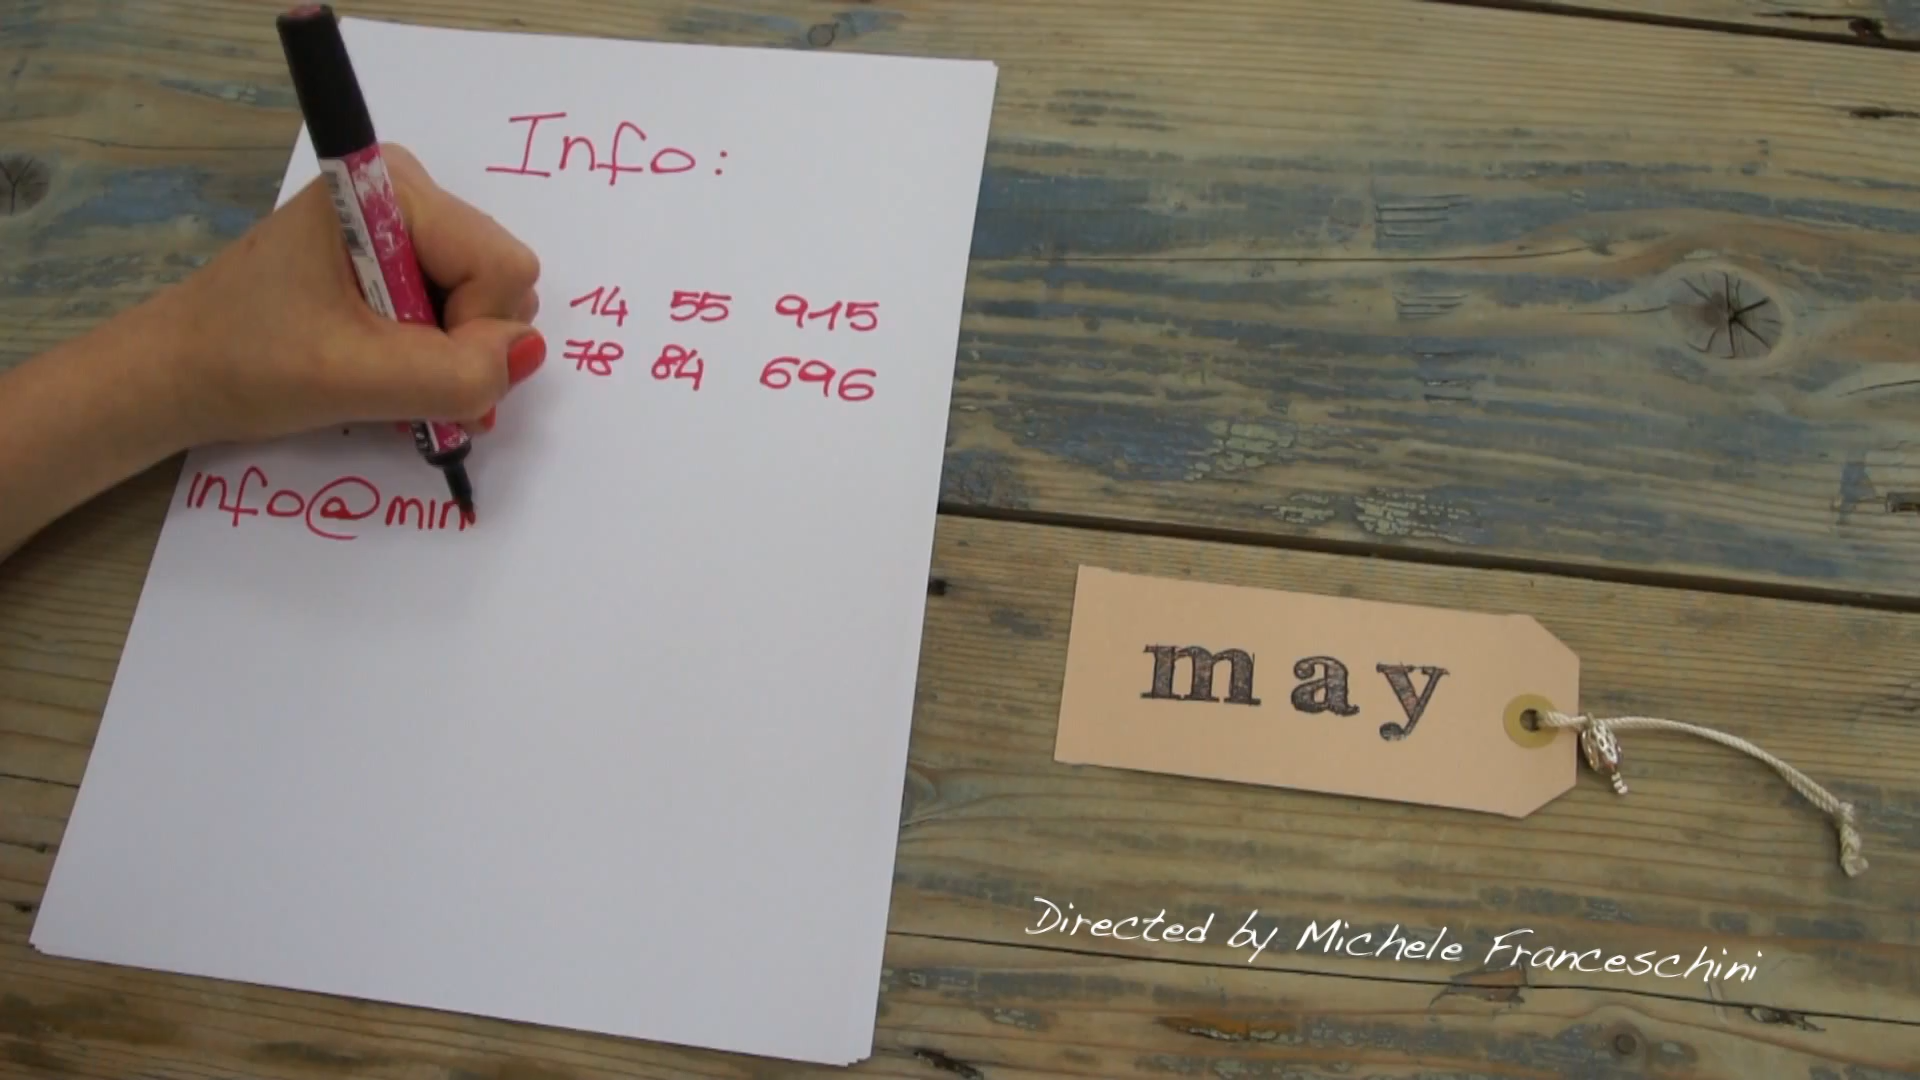 Info:
14 55 915
78 84 696
info@min
may
Directed by Michele Franceschini